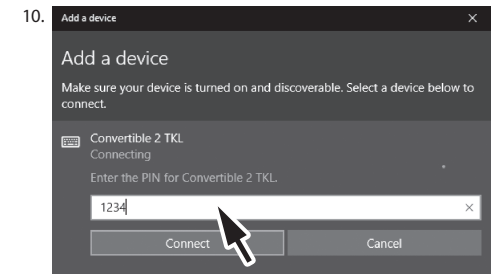 10.
Add a device
Add a device
Make sure your device is turned on and discoverable. Select a device below to
connect.
Convertible 2 TKL
Connecting
Enter the PIN for Convertible 2 TKL.
1234
Connect
Cancel